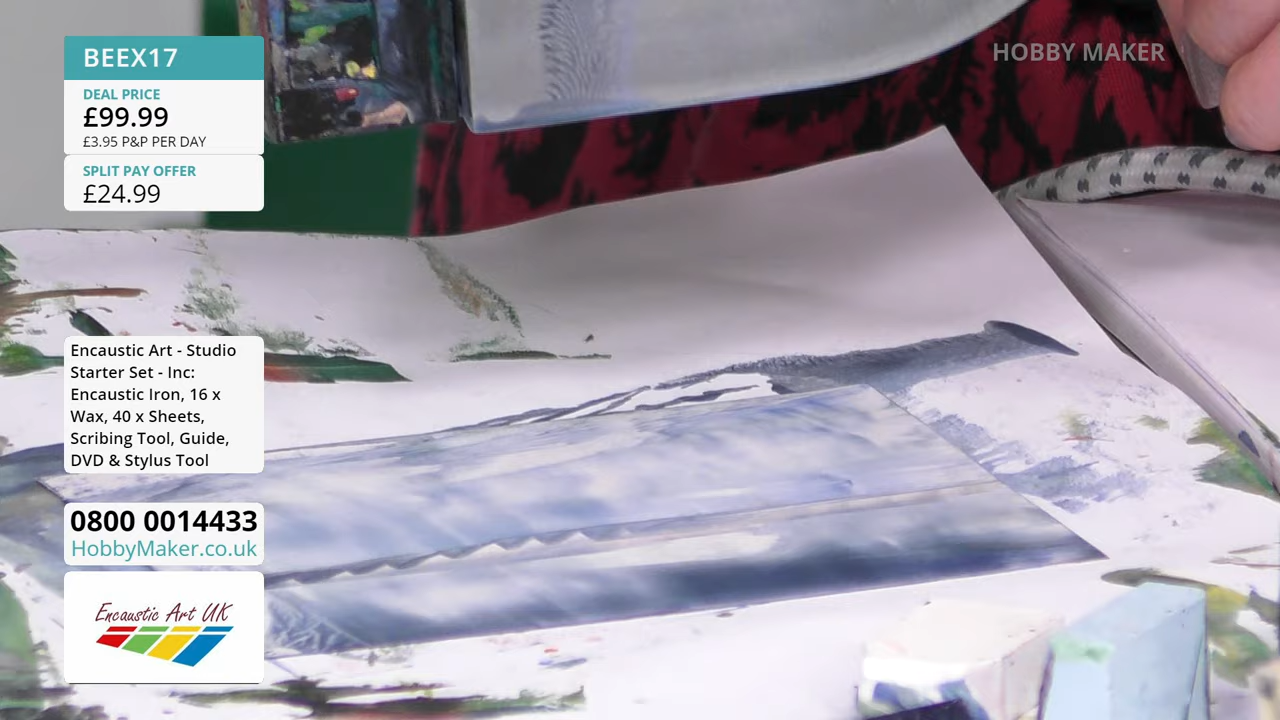 BEEX17
DEAL PRICE
£99.99
£3.95 P&P PER DAY
SPLIT PAY OFFER
£24.99
HOBBY MAKER
Encaustic Art - Studio
Starter Set - Inc:
Encaustic Iron, 16 x
Wax, 40 x Sheets,
Scribing Tool, Guide,
DVD & Stylus Tool
0800 0014433
HobbyMaker.co.uk
Encaustic Art UK